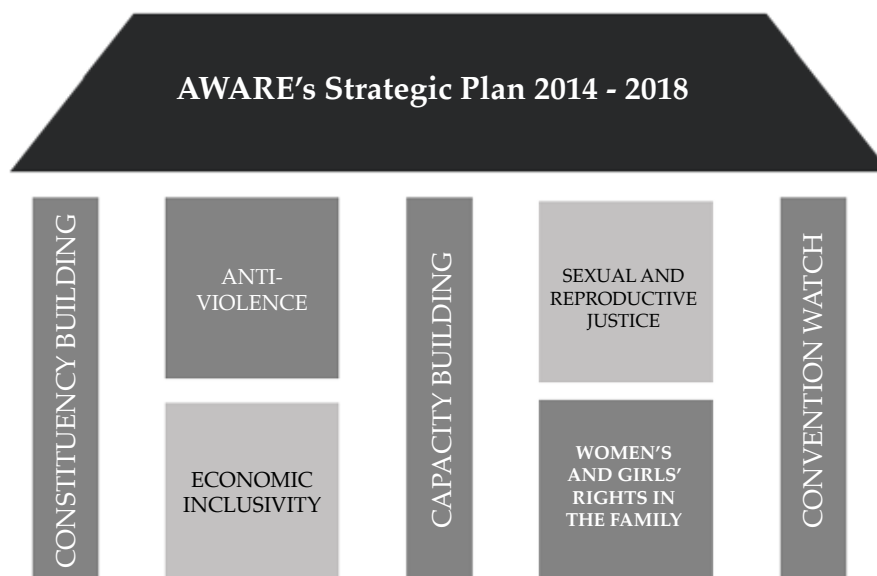 AWARE’s Strategic Plan 2014 - 2018
CONSTITUENCY BUILDING
ANTI-
VIOLENCE
ECONOMIC
INCLUSIVITY
CAPACITY BUILDING
SEXUAL AND
REPRODUCTIVE
JUSTICE
WOMEN’S
AND GIRLS’
RIGHTS IN
THE FAMILY
CONVENTION WATCH